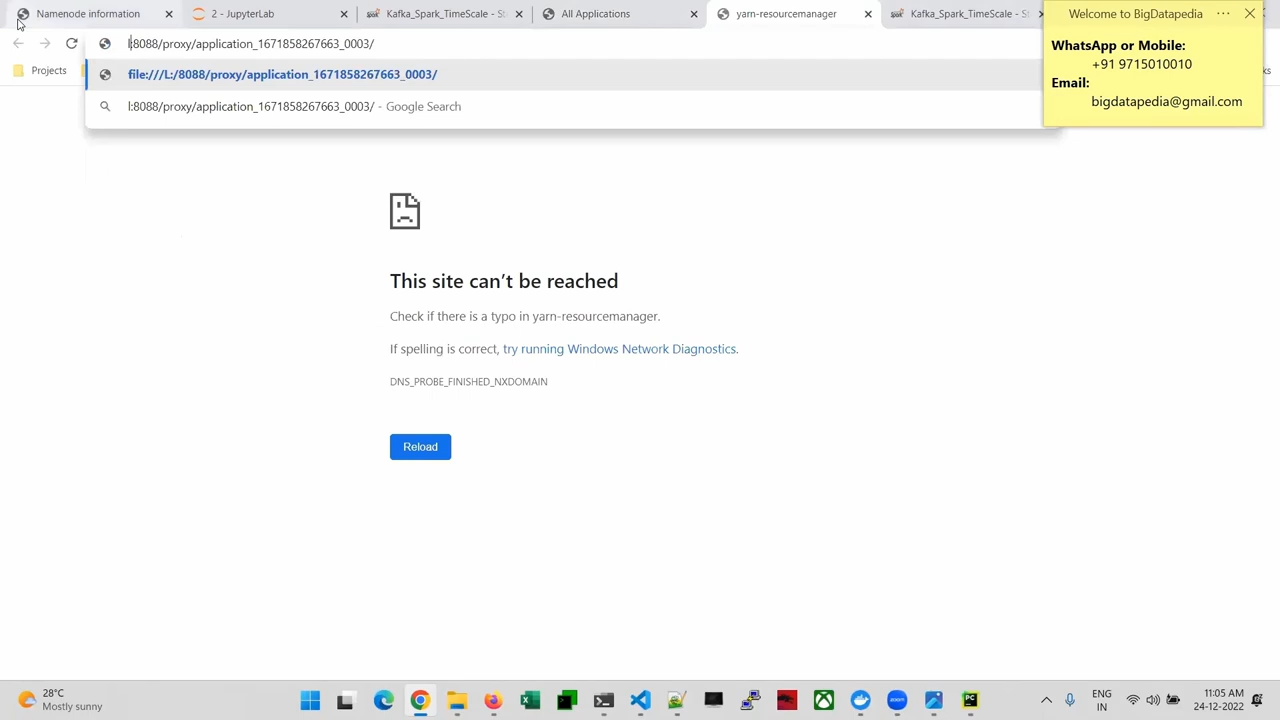 Namenode information
2 - JupyterLab
Kafka_Spark_TimeScale - St
All Applications
yarn-resourcemanager
Kafka_Spark_TimeScale - St
Welcome to BigDatapedia
l:8088/proxy/application_1671858267663_0003/
Projects
file:///L:/8088/proxy/application_1671858267663_0003/
l:8088/proxy/application_1671858267663_0003/ - Google Search
WhatsApp or Mobile:
+91 9715010010
Email:
bigdatapedia@gmail.com
This site can't be reached
Check if there is a typo in yarn-resourcemanager.
If spelling is correct, try running Windows Network Diagnostics.
DNS_PROBE_FINISHED_NXDOMAIN
Reload
28°C
Mostly sunny
ENG
IN
11:05 AM
24-12-2022